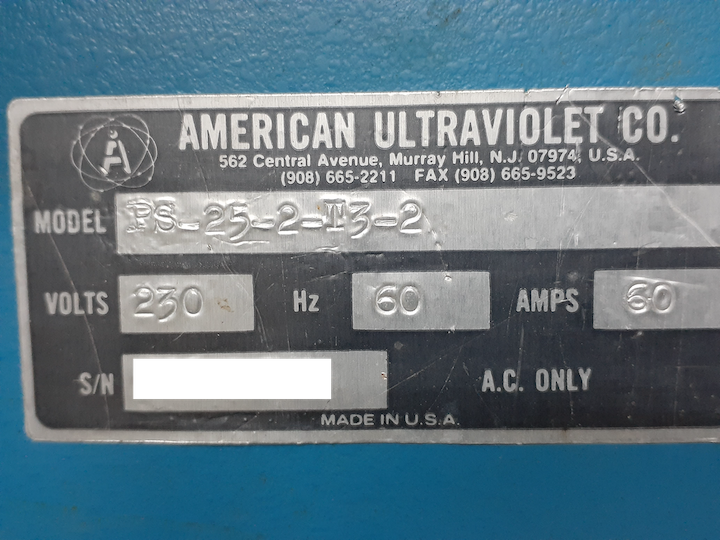 AMERICAN ULTRAVIOLET CO.
562 Central Avenue, Murray Hill, N.J. 07974, U.S.A.
(908) 665-2211 FAX (908) 665-9523
MODEL PS-25-2-T3-2
VOLTS 230 Hz 60 AMPS 60
S/N A.C. ONLY
MADE IN U.S.A.